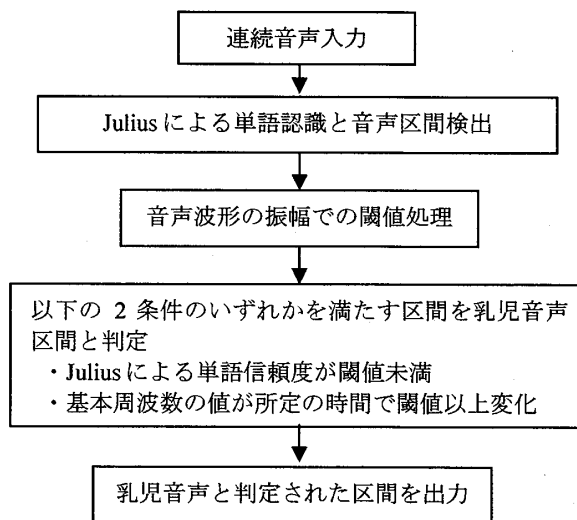 連続音声入力
Juliusによる単語認識と音声区間検出
音声波形の振幅での閾値処理
以下の 2 条件のいずれかを満たす区間を乳児音声
区間と判定
・Juliusによる単語信頼度が閾値未満
・基本周波数の値が所定の時間で閾値以上変化
乳児音声と判定された区間を出力